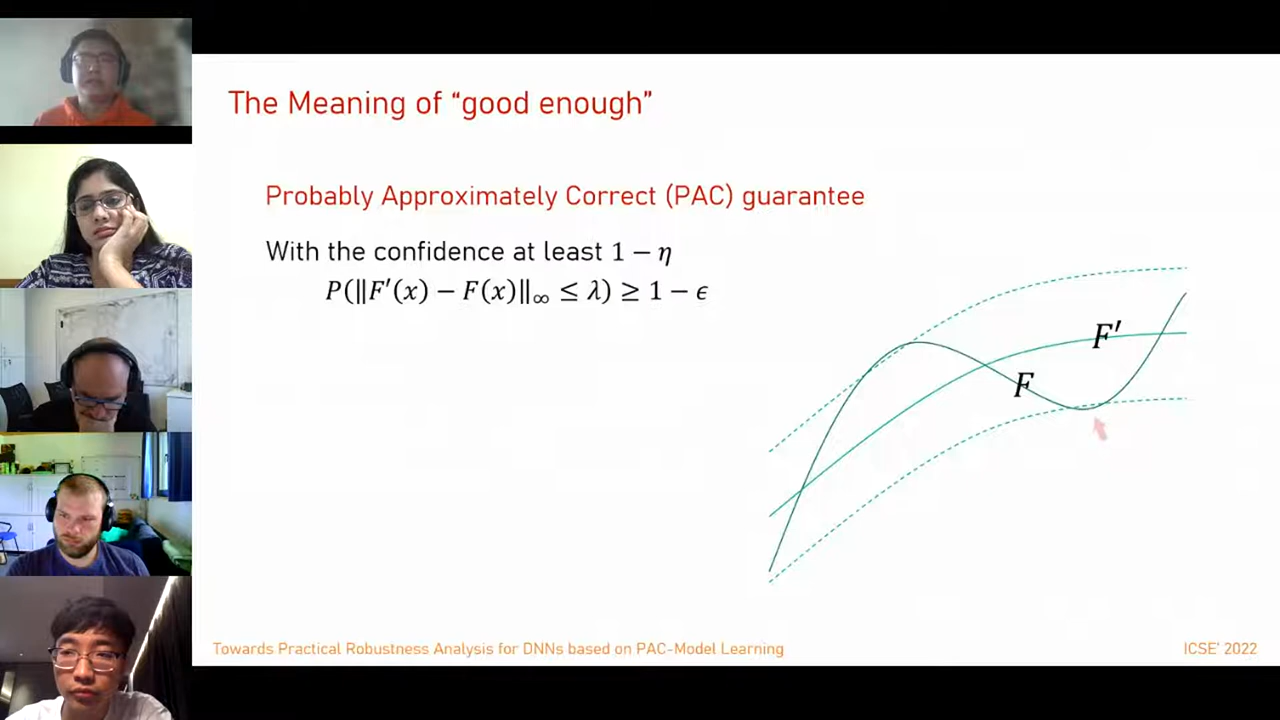 The Meaning of “good enough”
Probably Approximately Correct (PAC) guarantee
With the confidence at least 1 − η
P(‖F′(x) − F(x)‖∞ ≤ λ) ≥ 1 − ϵ
F′
F
Towards Practical Robustness Analysis for DNNs based on PAC-Model Learning
ICSE' 2022